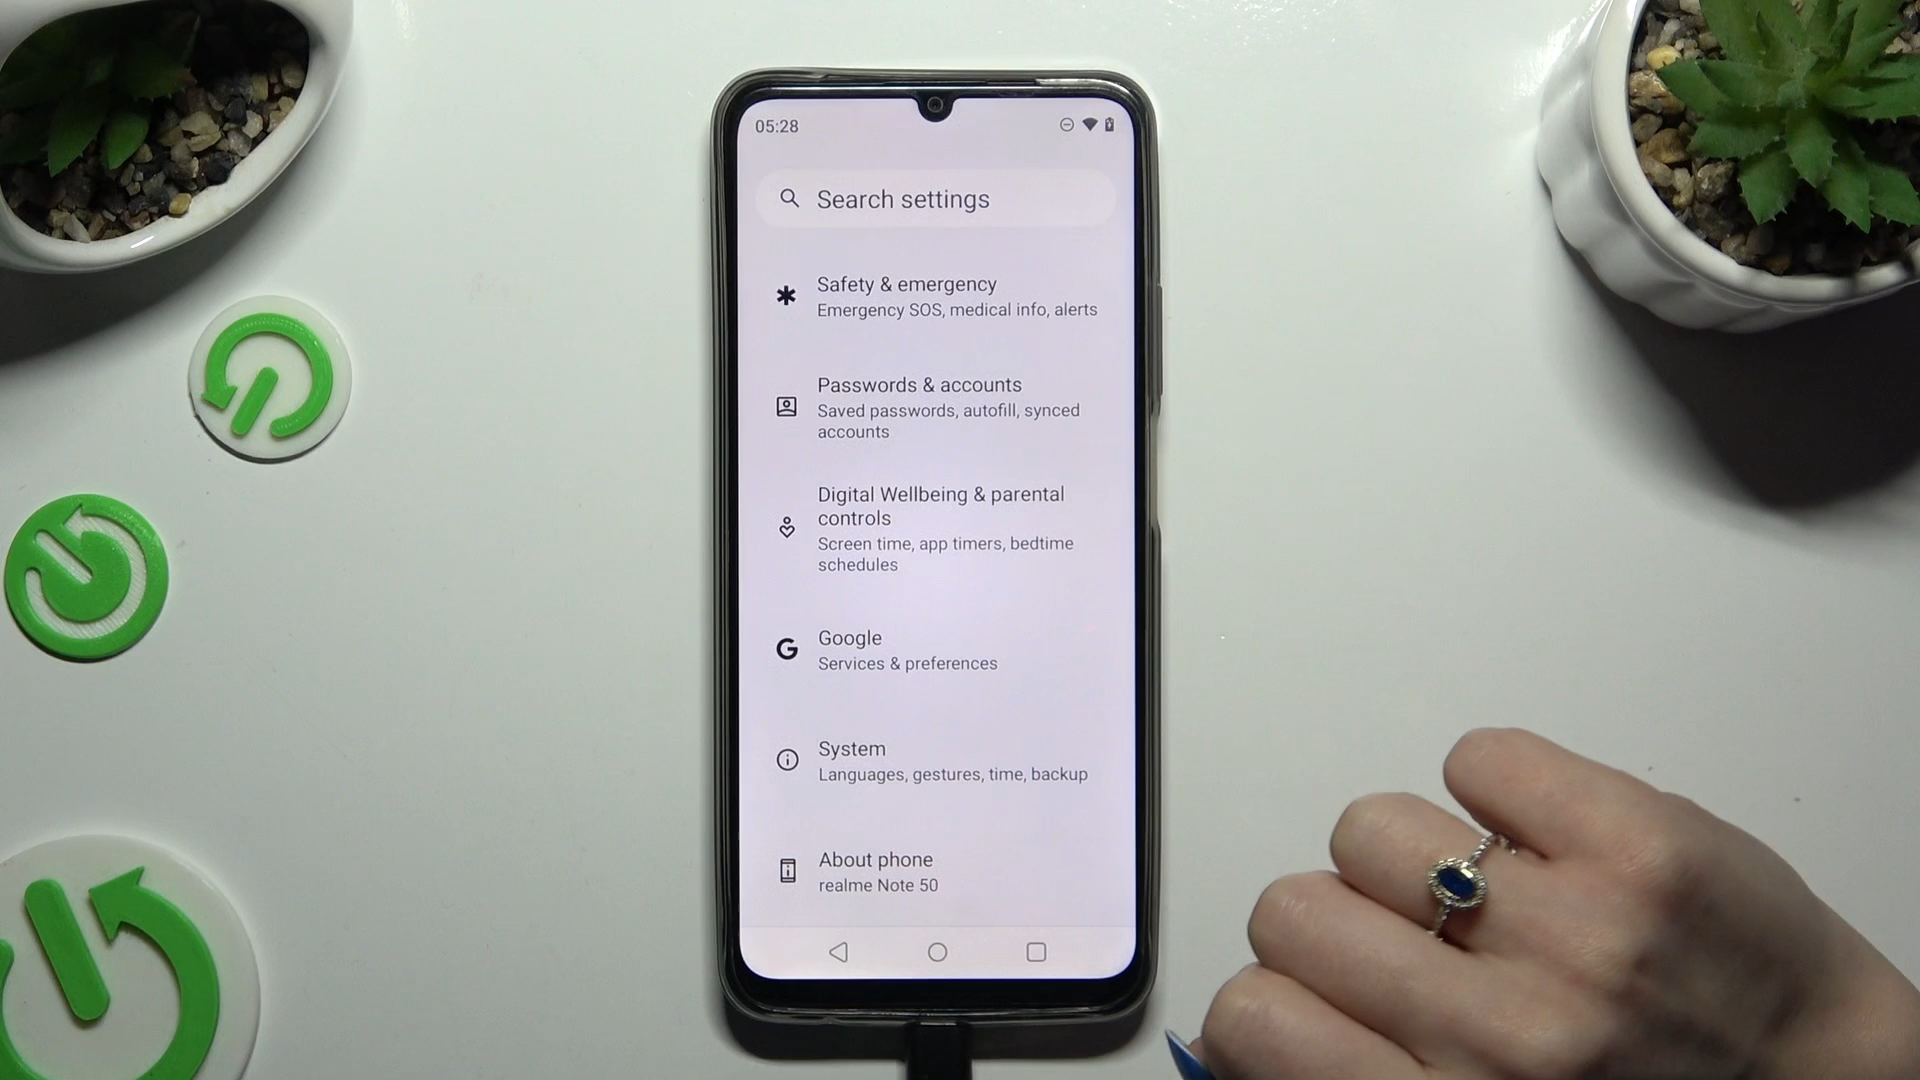 05:28
Search settings
Safety & emergency
Emergency SOS, medical info, alerts
Passwords & accounts
Saved passwords, autofill, synced
accounts
Digital Wellbeing & parental
controls
Screen time, app timers, bedtime
schedules
Google
Services & preferences
System
Languages, gestures, time, backup
About phone
realme Note 50